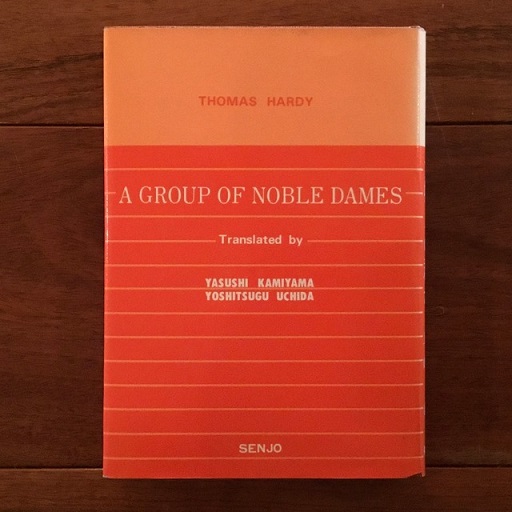 THOMAS HARDY
A GROUP OF NOBLE DAMES
Translated by
YASUSHI KAMIYAMA
YOSHITSUGU UCHIDA
SENJO